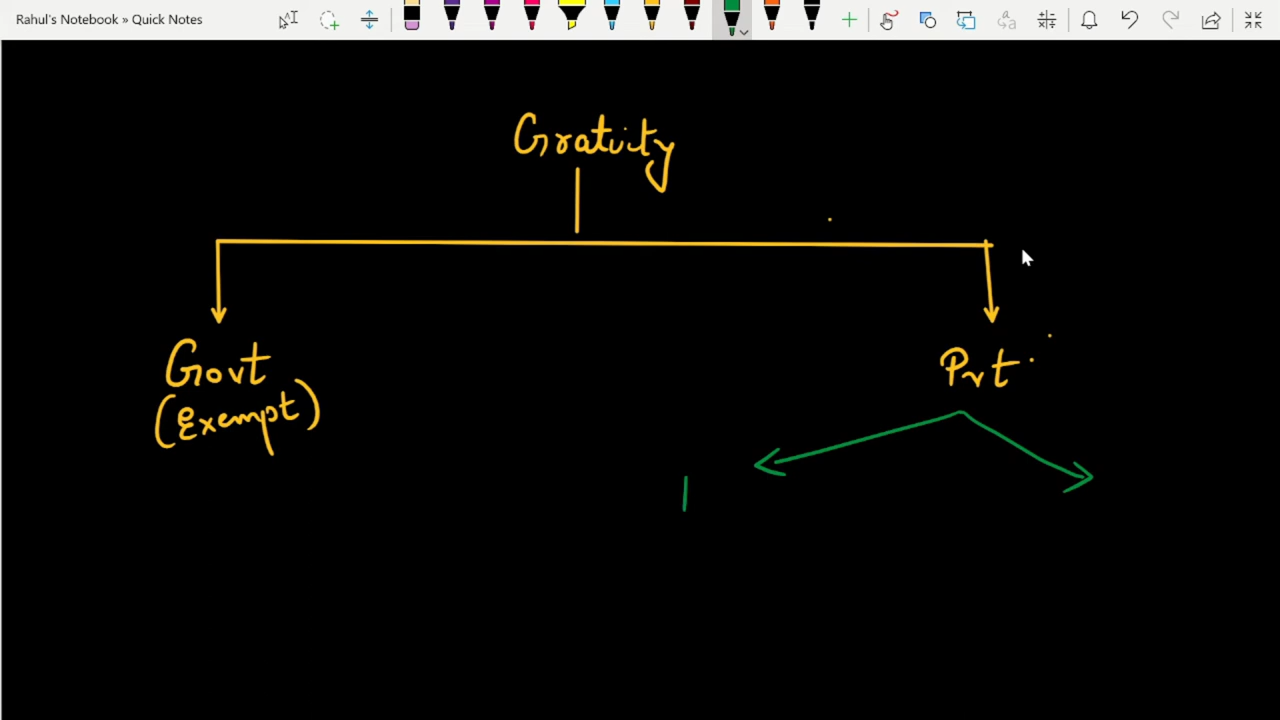 Rahul's Notebook » Quick Notes
Gratuity
Govt
(Exempt)
Pvt.